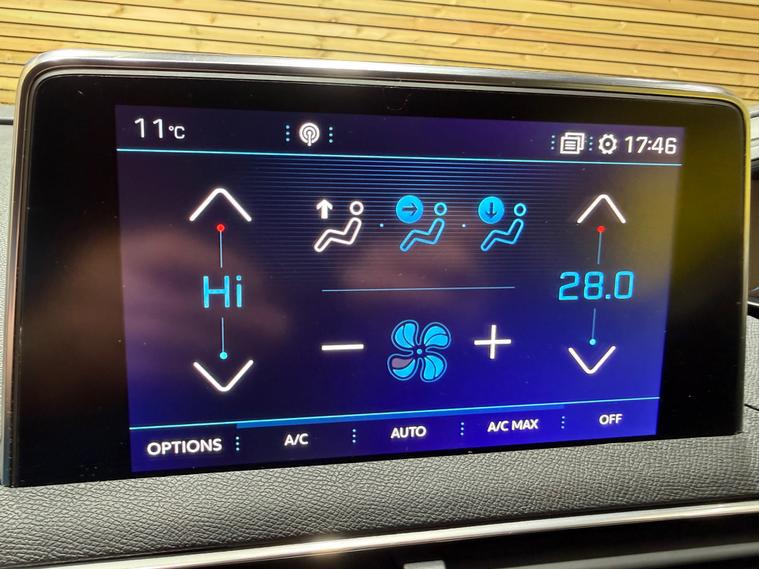 11°C 17:46
Hi 28.0
OPTIONS A/C AUTO A/C MAX OFF